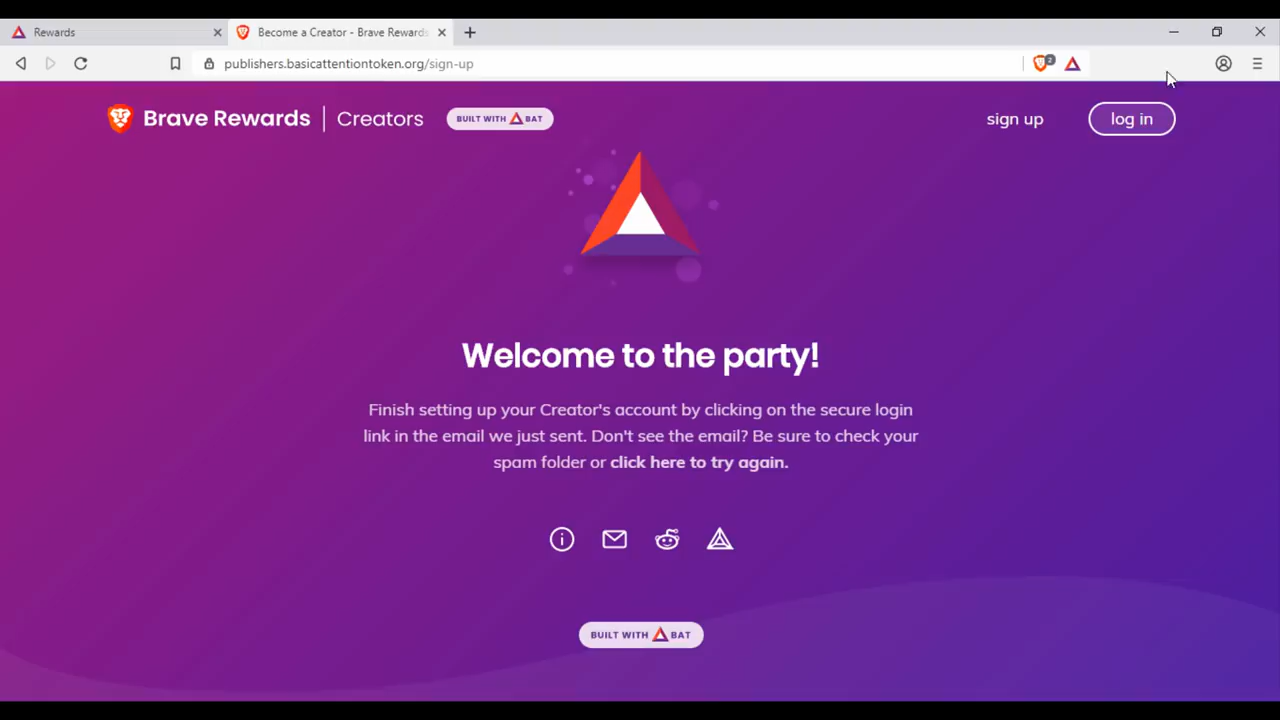 Rewards
Become a Creator - Brave Rewards
publishers.basicattentiontoken.org/sign-up
2
Brave Rewards | Creators
BUILT WITH BAT
sign up
log in
Welcome to the party!
Finish setting up your Creator's account by clicking on the secure login
link in the email we just sent. Don't see the email? Be sure to check your
spam folder or click here to try again.
BUILT WITH BAT